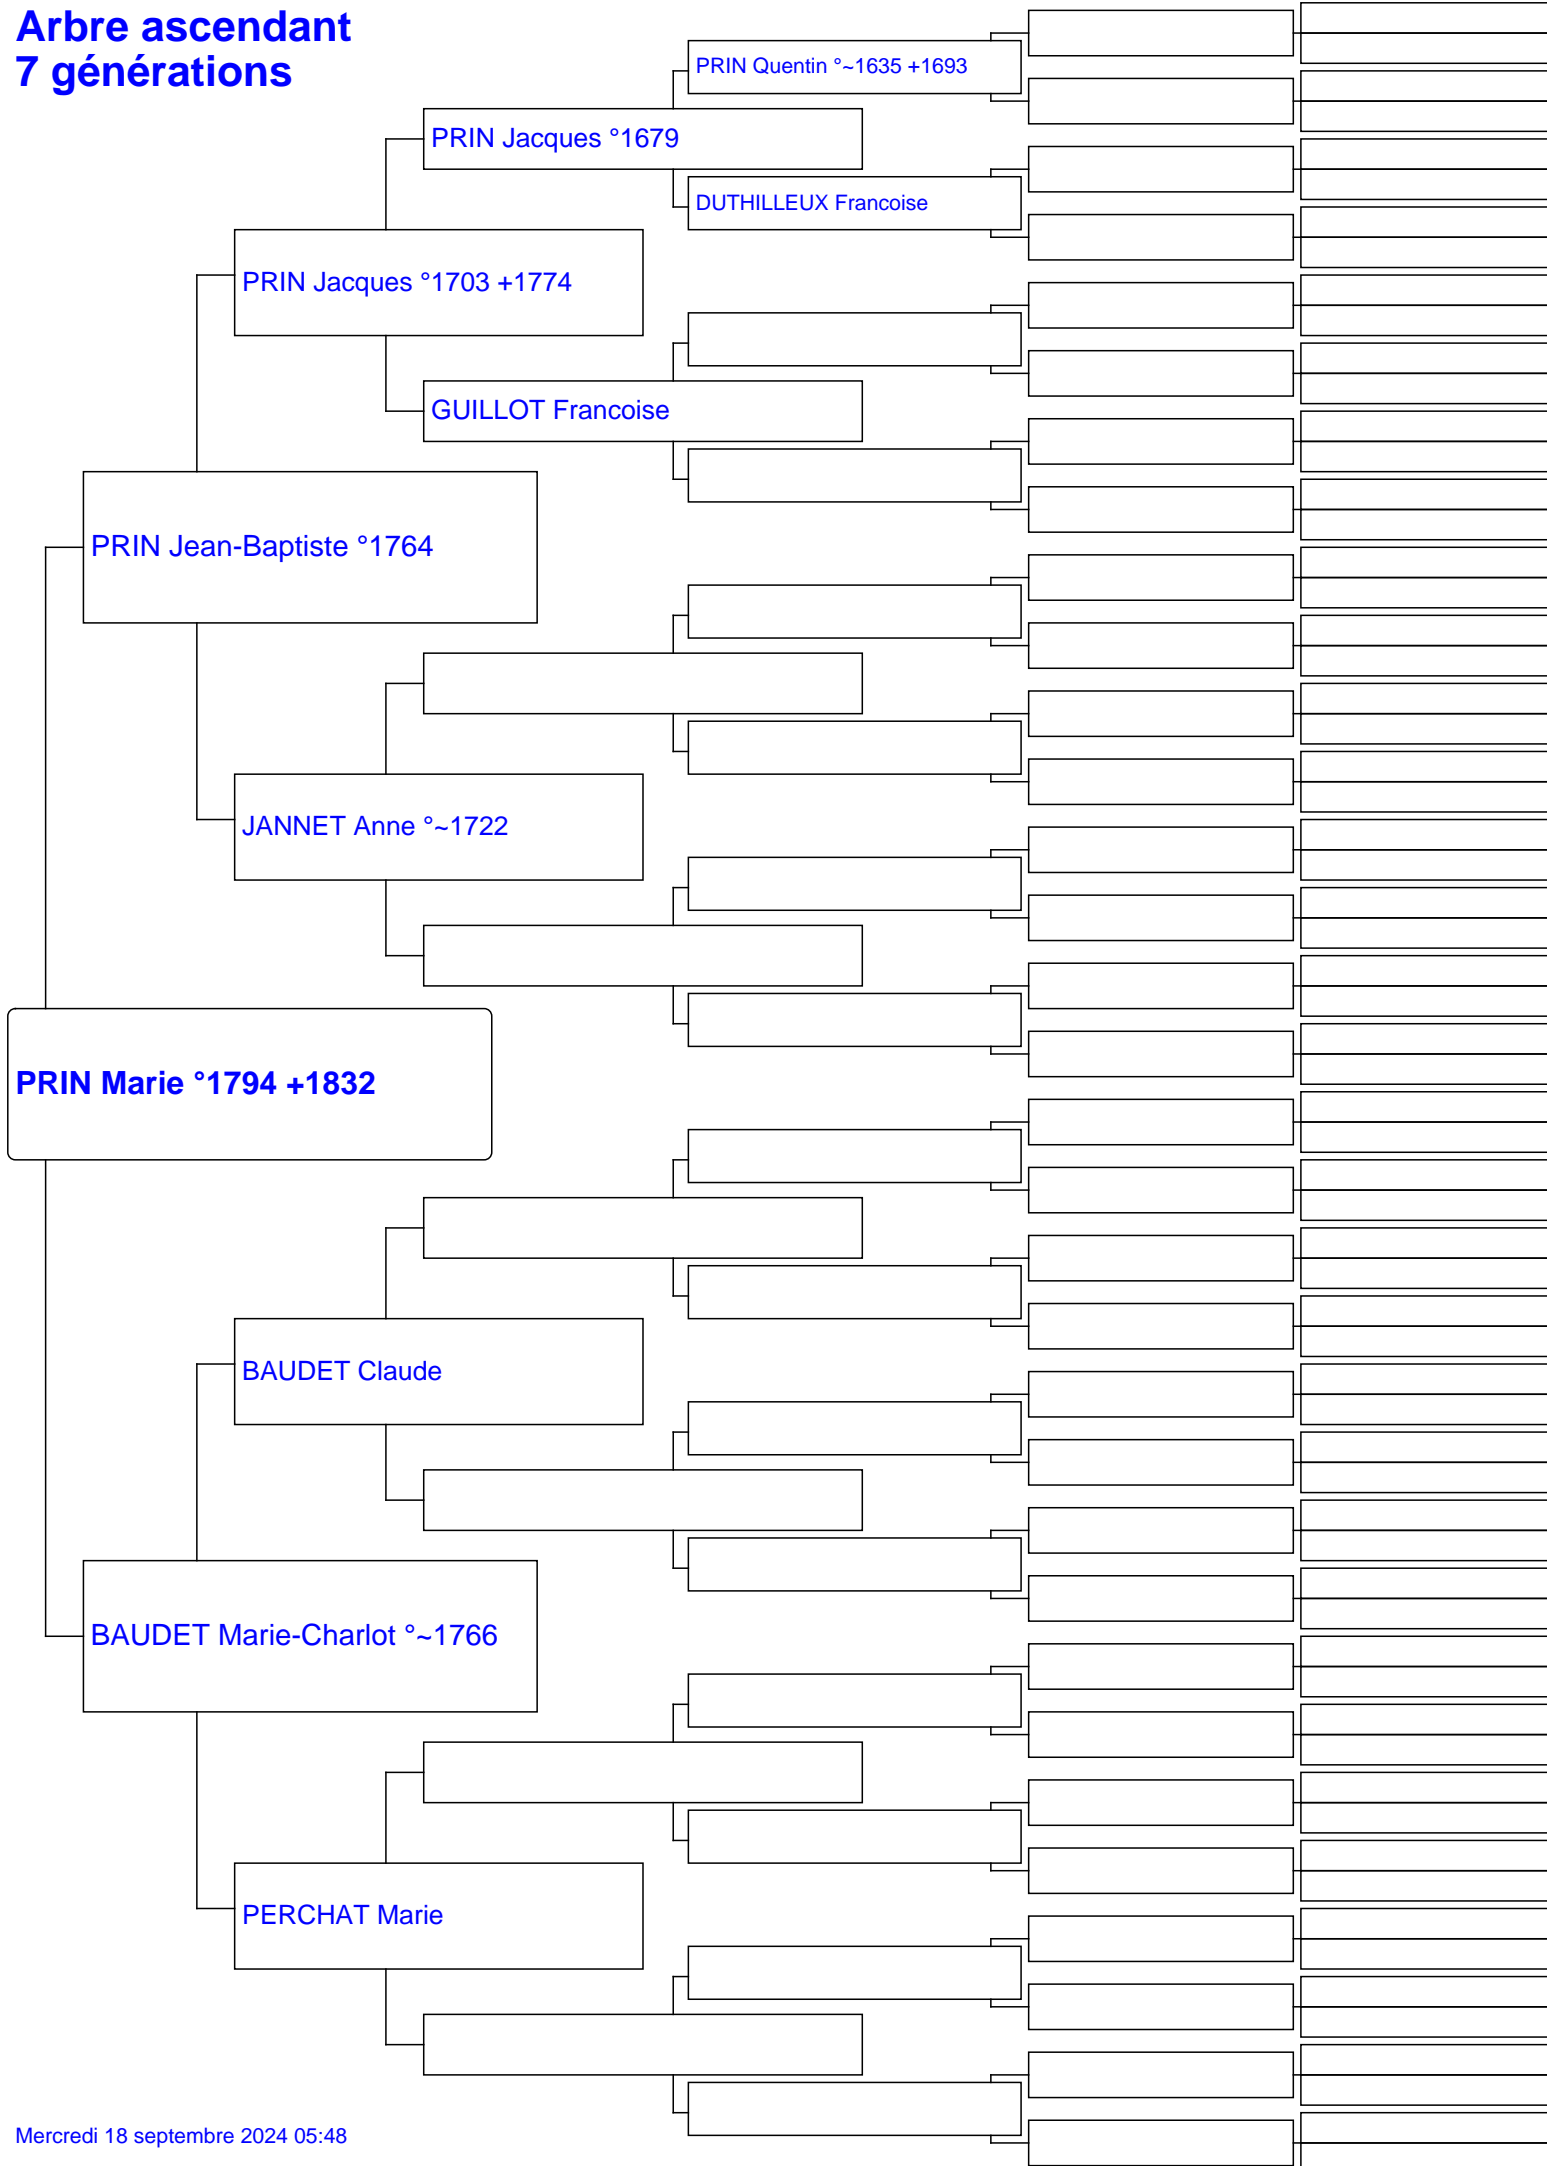 Arbre ascendant
7 générations
PRIN Quentin °~1635 +1693
PRIN Jacques °1679
DUTHILLEUX Francoise
PRIN Jacques °1703 +1774
GUILLOT Francoise
PRIN Jean-Baptiste °1764
JANNET Anne °~1722
PRIN Marie °1794 +1832
BAUDET Claude
BAUDET Marie-Charlot °~1766
PERCHAT Marie
Mercredi 18 septembre 2024 05:48